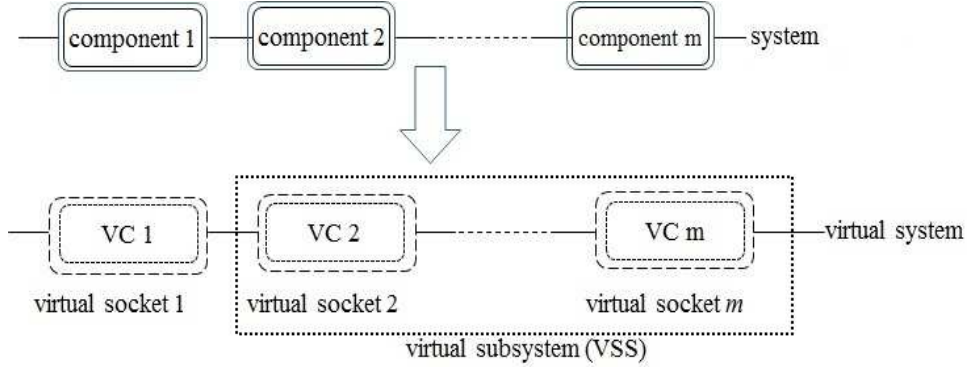 component 1
component 2
component m
system
VC 1
VC 2
VC m
virtual system
virtual socket 1
virtual socket 2
virtual socket m
virtual subsystem (VSS)